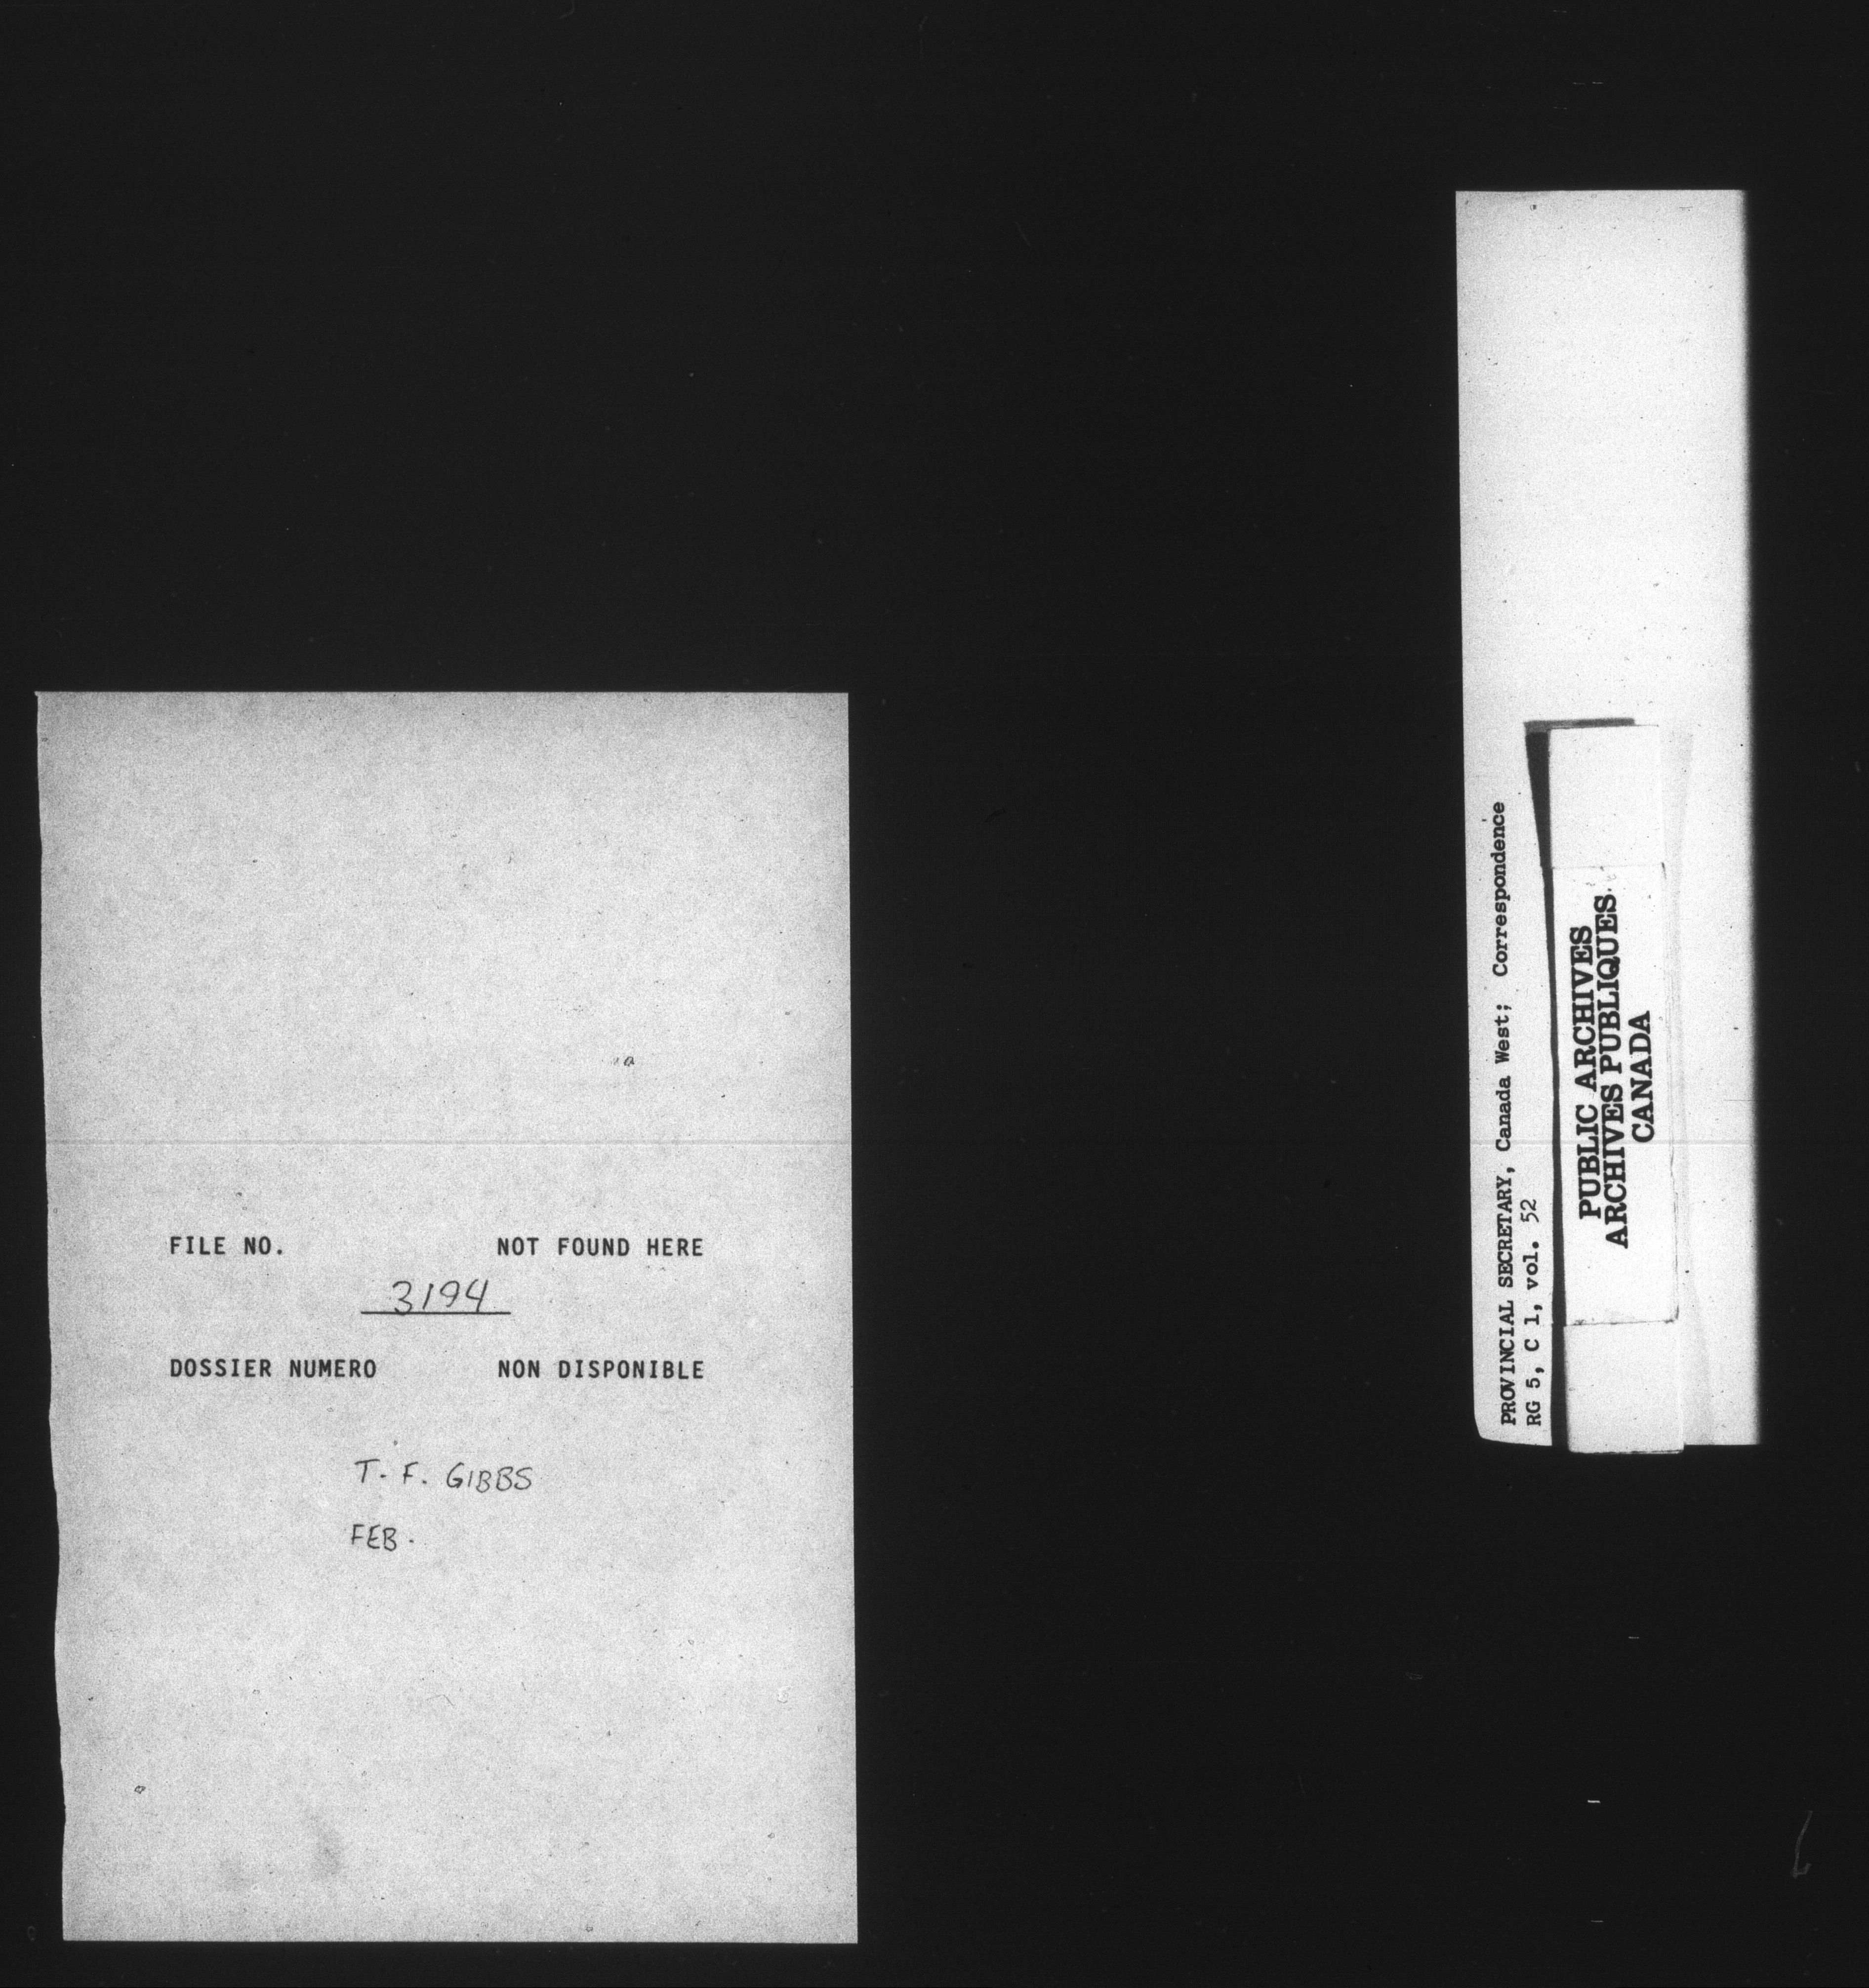 FILE NO. NOT FOUND HERE
3194
DOSSIER NUMERO NON DISPONIBLE
T. F. GIBBS
FEB.
PROVINCIAL SECRETARY, Canada West; Correspondence
RG 5, C 1, vol. 52
PUBLIC ARCHIVES
ARCHIVES PUBLIQUES
CANADA